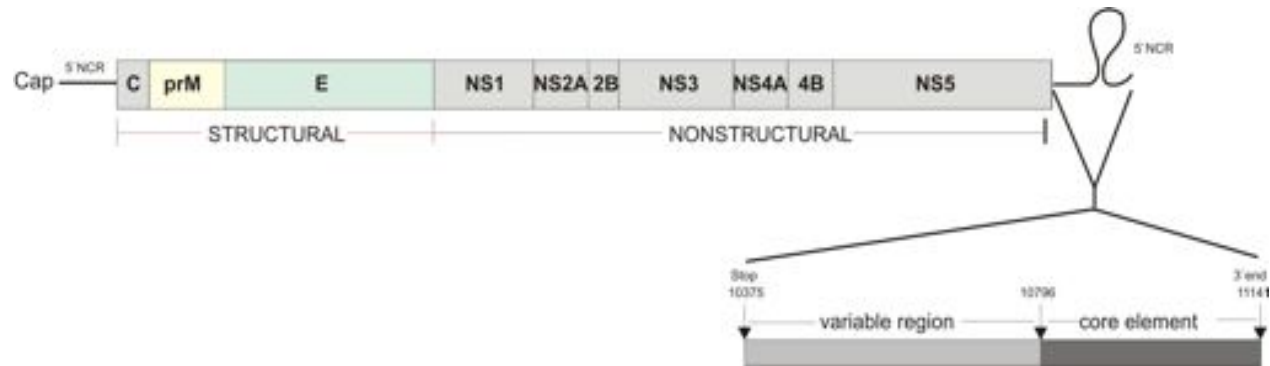 Cap 5´NCR C prM E NS1 NS2A 2B NS3 NS4A 4B NS5 5´NCR
STRUCTURAL NONSTRUCTURAL
Stop 3´end
10375 10796 11141
variable region core element